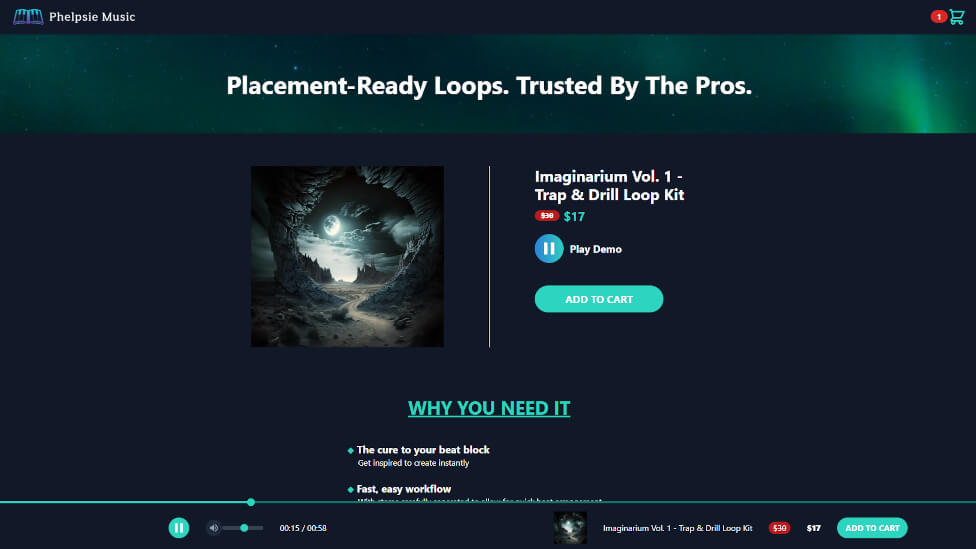 Phelpsie Music
1
Placement-Ready Loops. Trusted By The Pros.
Imaginarium Vol. 1 -
Trap & Drill Loop Kit
$30 $17
Play Demo
ADD TO CART
WHY YOU NEED IT
The cure to your beat block
Get inspired to create instantly
Fast, easy workflow
00:15 / 00:58
Imaginarium Vol. 1 - Trap & Drill Loop Kit $30 $17 ADD TO CART